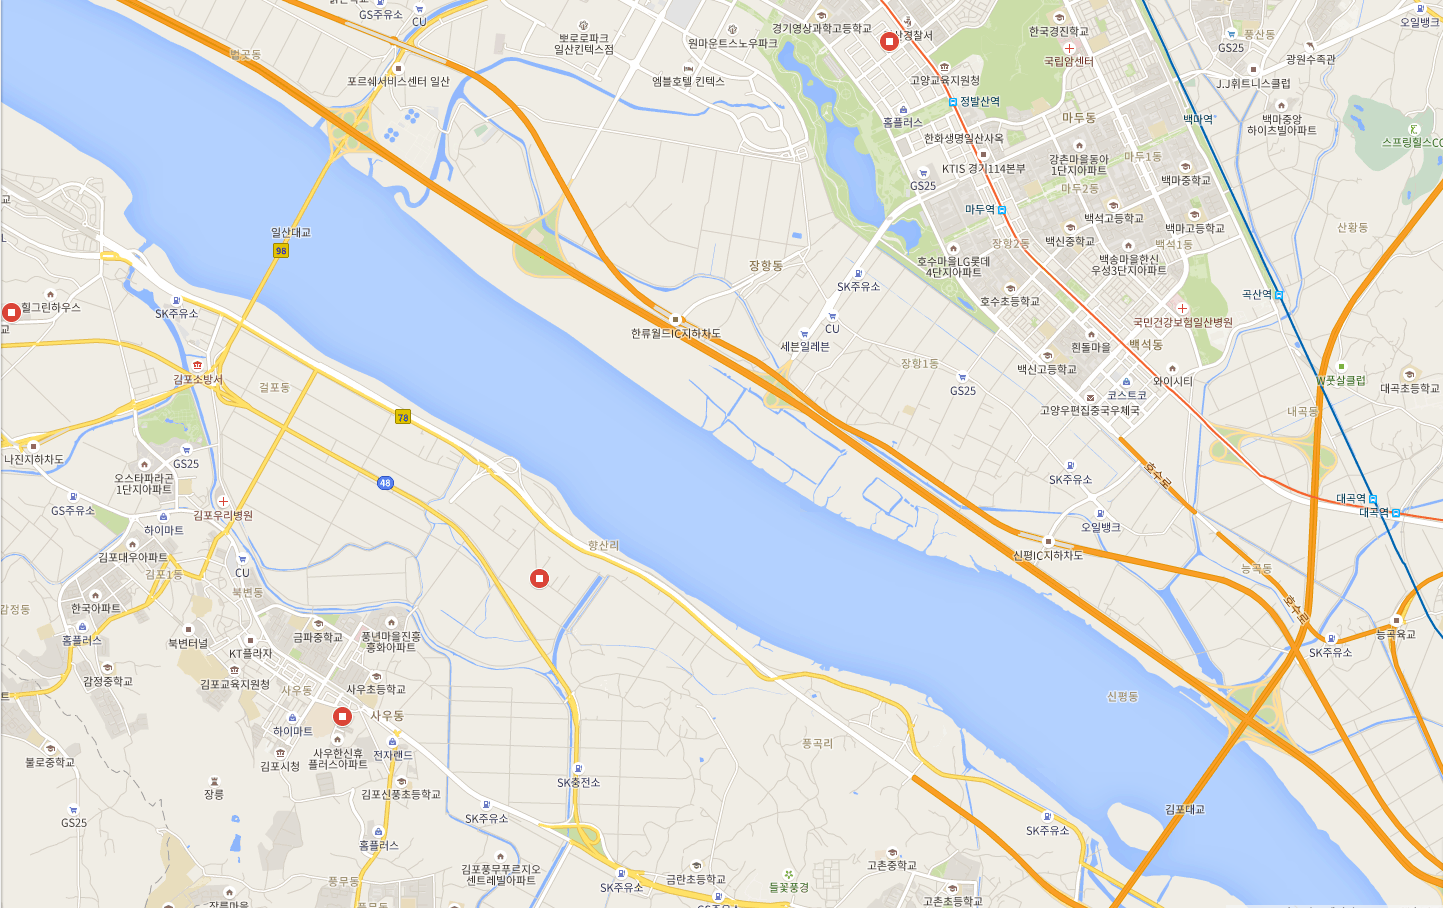 GS주유소
CU
경기영상과학고등학교
산경찰서
한국경진학교
오일뱅크
뽀로로파크
일산킨텍스점
원마운트스노우파크
GS25
풍산동
법곳동
국립암센터
광원수족관
포르쉐서비스센터 일산
엠블호텔 킨텍스
고양교육지원청
J.J휘트니스클럽
정발산역
홈플러스
마두동
백마역
백마중앙
하이츠빌아파트
한화생명일산사옥
스프링힐스CC
KTIS 경기114본부
강촌마을동아
1단지아파트
마두1동
GS25
백마중학교
마두2동
마두역
백석고등학교
백마고등학교
일산대교
98
장항2동
백신중학교
백석1동
산황동
호수마을LG롯데
4단지아파트
백송마을한신
우성3단지아파트
장항동
SK주유소
곡산역
힐그린하우스
SK주유소
호수초등학교
국민건강보험일산병원
한류월드IC지하차도
CU
세븐일레븐
흰돌마을
백석동
장항1동
백신고등학교
와이시티
김포소방서
걸포동
GS25
코스트코
W풋살클럽
대곡초등학교
고양우편집중국우체국
내곡동
78
나진지하차도
GS25
호수로
오스타파라곤
1단지아파트
48
SK주유소
GS주유소
김포우리병원
대곡역
대곡역
하이마트
오일뱅크
향산리
신평IC지하차도
김포대우아파트
김포1동
CU
능곡동
북변동
감정동
한국아파트
호수로
홈플러스
북변터널
금파중학교
풍년마을진흥
흥화아파트
능곡육교
KT플라자
SK주유소
감정중학교
김포교육지원청
사우동
사우초등학교
신평동
사우동
하이마트
풍곡리
불로중학교
김포시청
사우한신휴
플러스아파트
전자랜드
장릉
김포신풍초등학교
SK충전소
GS25
SK주유소
김포대교
홈플러스
SK주유소
김포풍무푸르지오
센트레빌아파트
금란초등학교
고촌중학교
풍무동
SK주유소
들꽃풍경
장릉마을
고촌초등학교